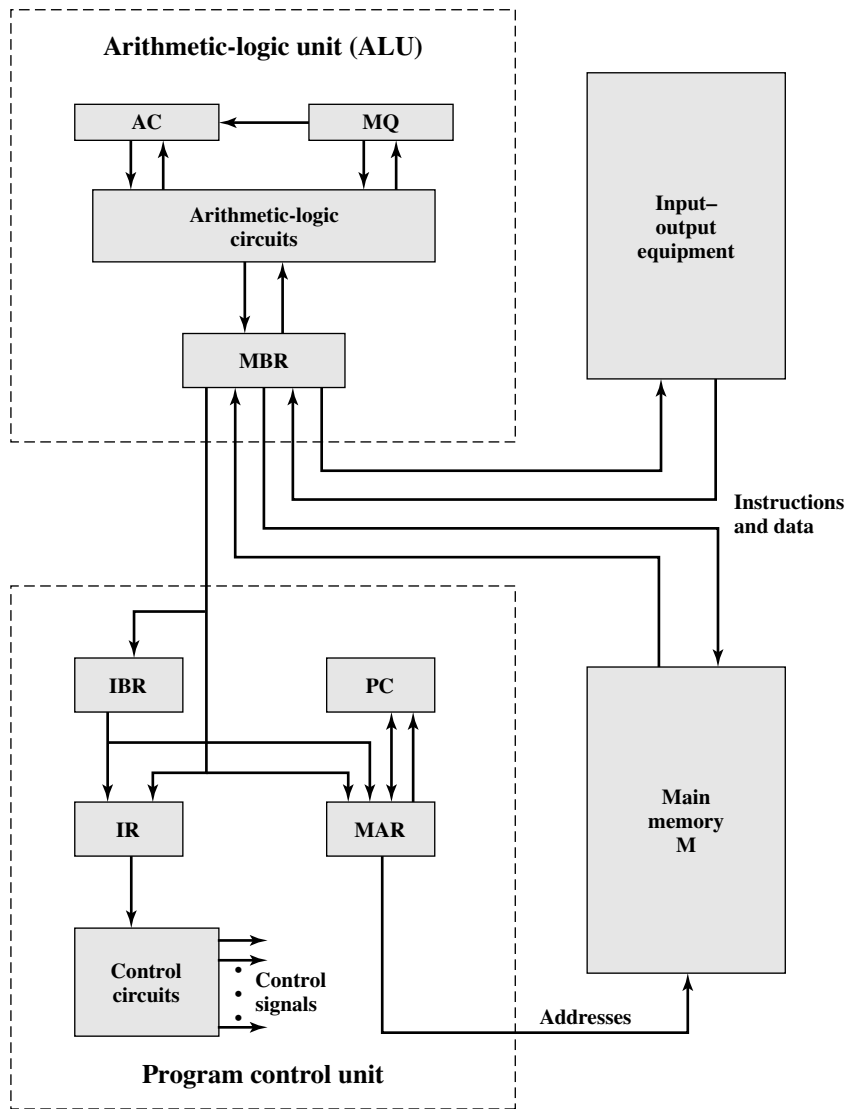 Arithmetic-logic unit (ALU)
AC
MQ
Arithmetic-logic
circuits
Input–
output
equipment
MBR
Instructions
and data
IBR
PC
IR
MAR
Main
memory
M
Control
circuits
Control
signals
Addresses
Program control unit